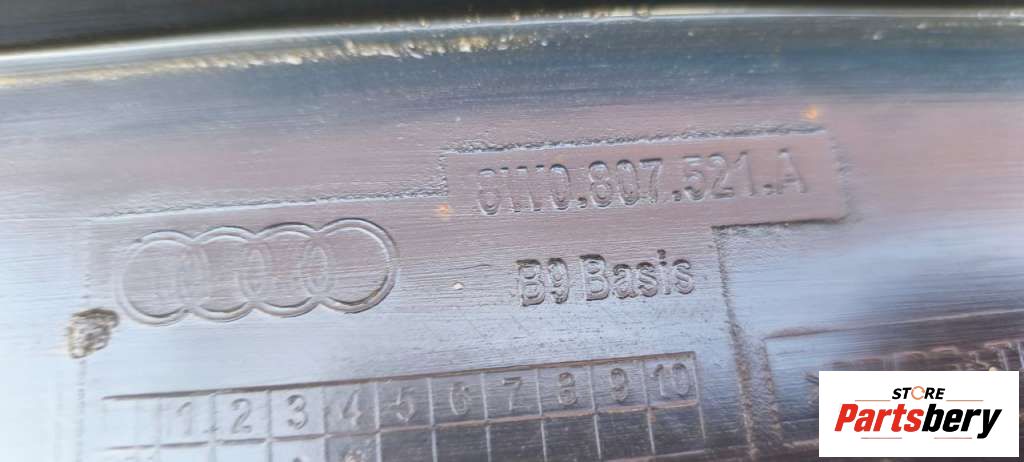 8W0.807.521.A
B9 Basis
1 2 3 4 5 6 7 8 9 10
STORE
Partsbery